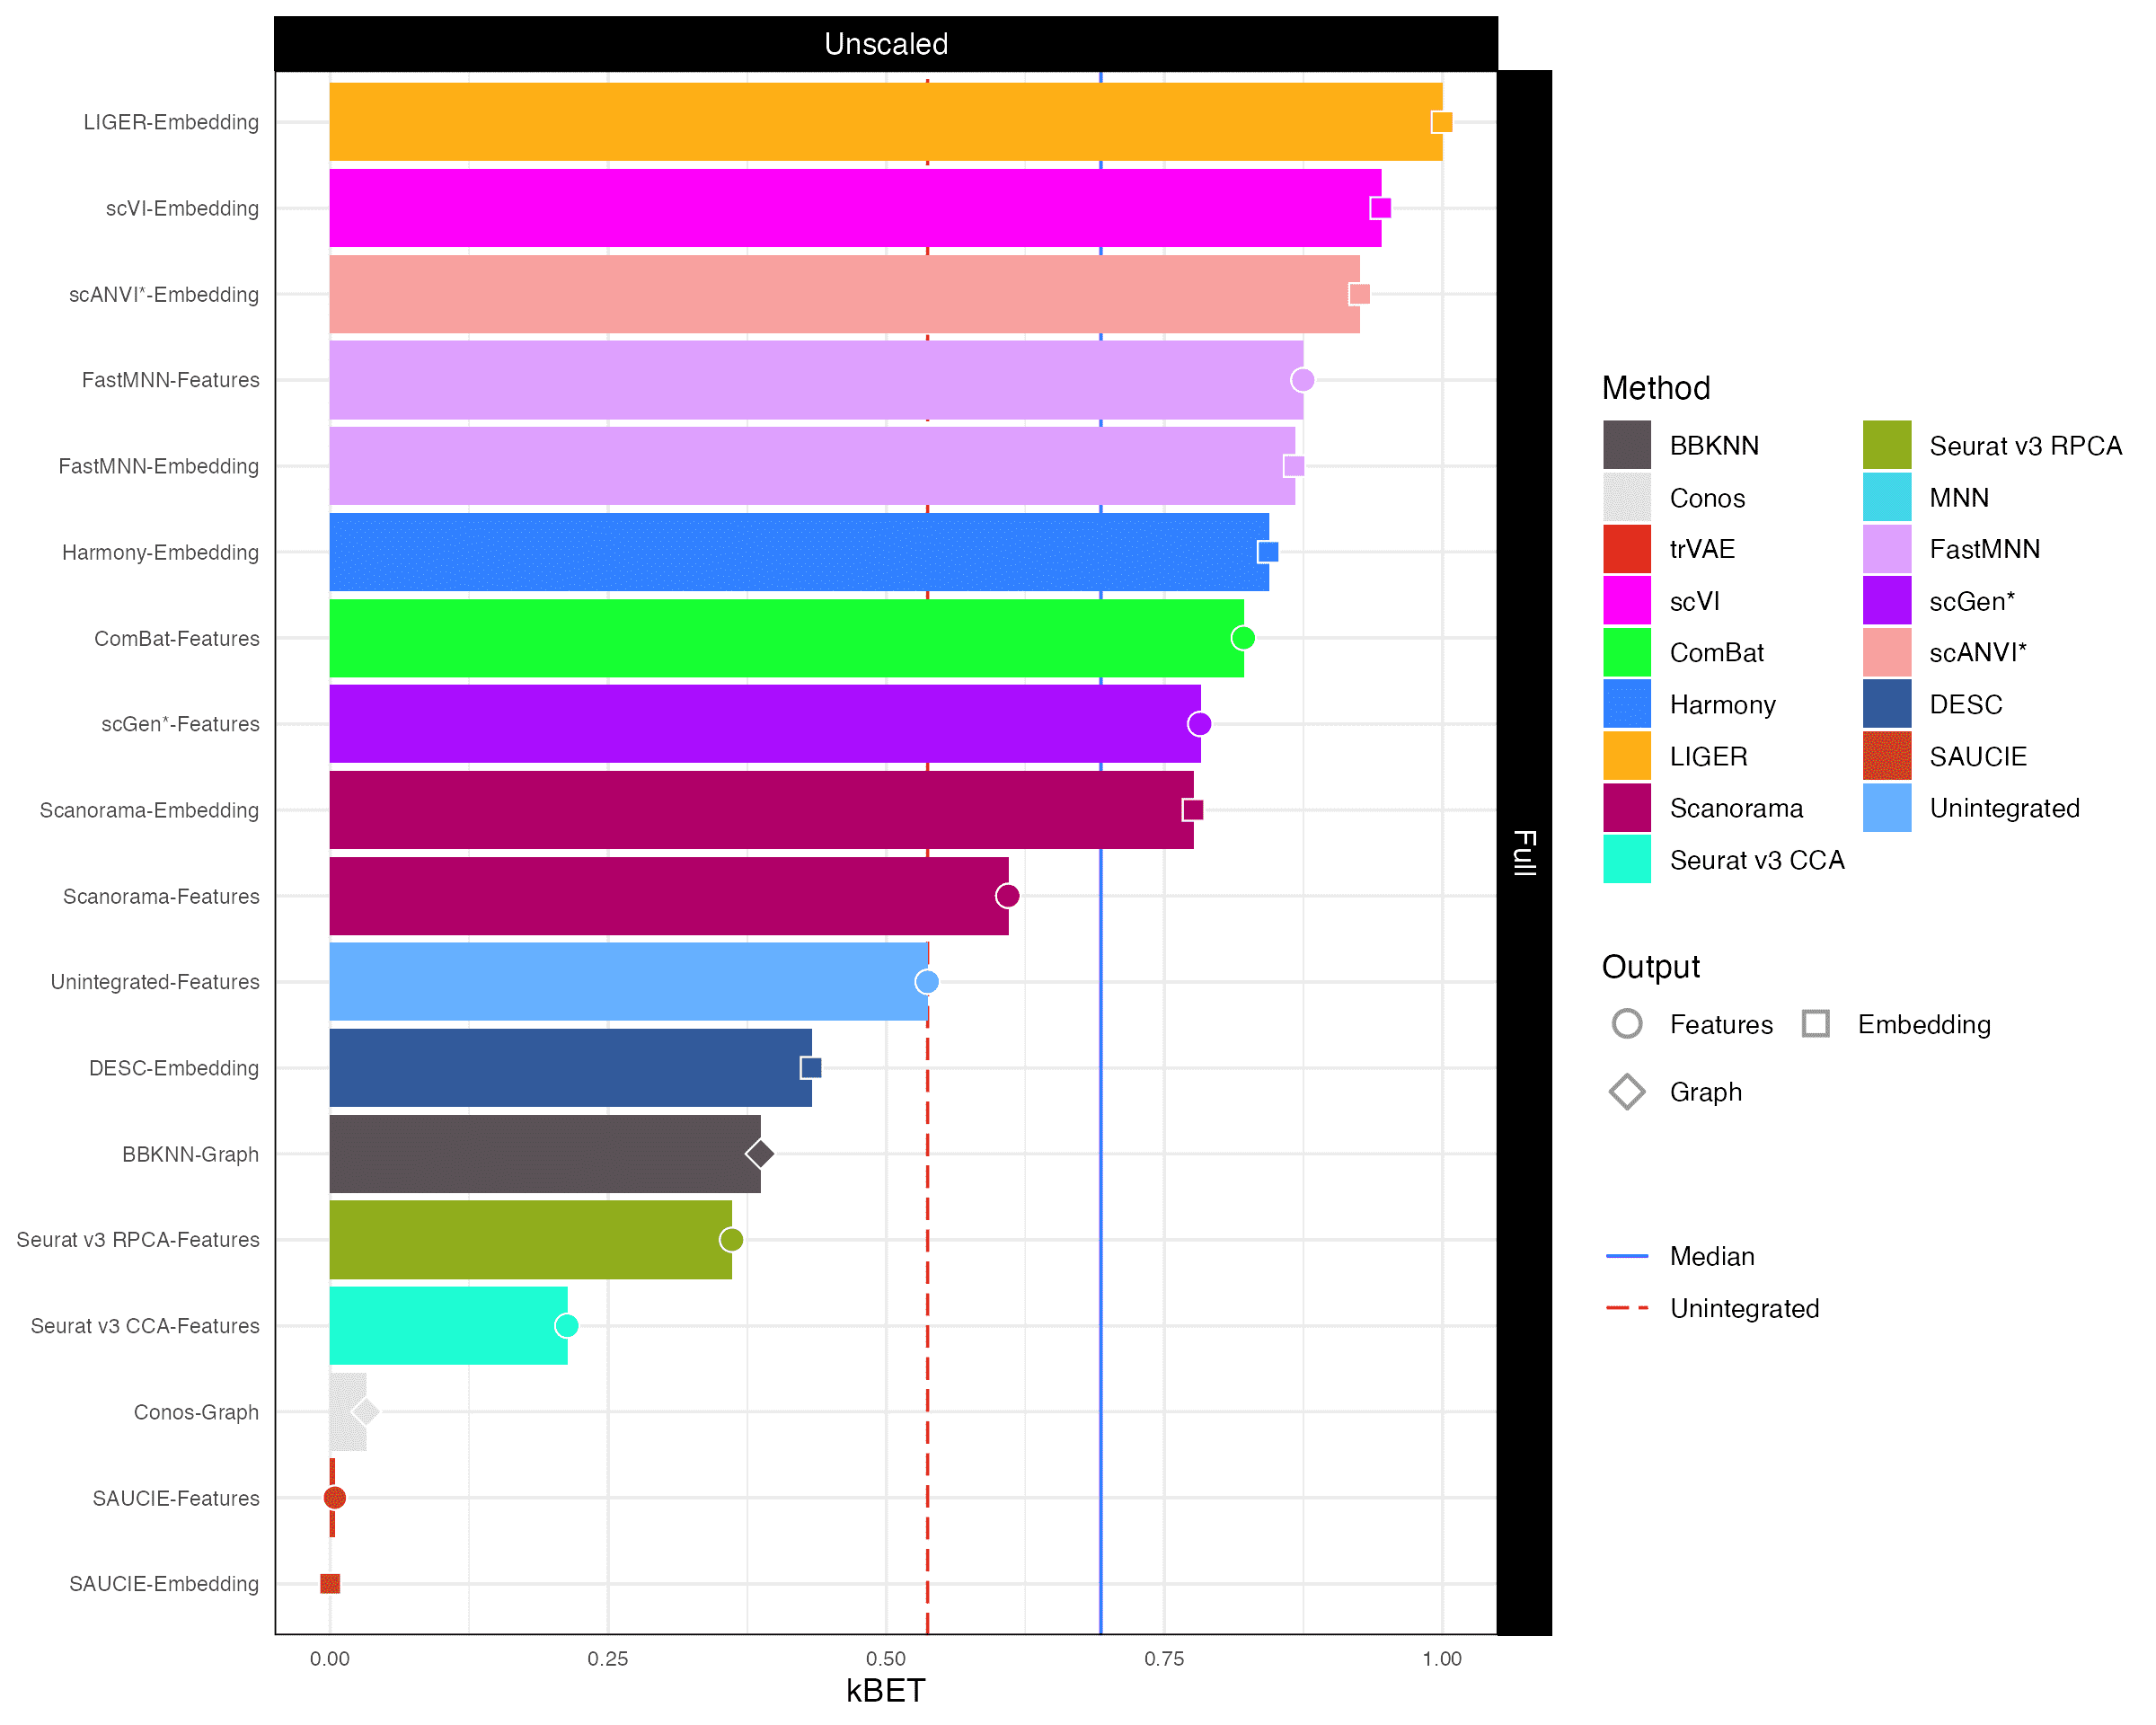 Unscaled
LIGER-Embedding
scVI-Embedding
scANVI*-Embedding
FastMNN-Features
FastMNN-Embedding
Harmony-Embedding
ComBat-Features
scGen*-Features
Scanorama-Embedding
Scanorama-Features
Unintegrated-Features
DESC-Embedding
BBKNN-Graph
Seurat v3 RPCA-Features
Seurat v3 CCA-Features
Conos-Graph
SAUCIE-Features
SAUCIE-Embedding
0.00 0.25 0.50 0.75 1.00
kBET
Full
Method
BBKNN
Conos
trVAE
scVI
ComBat
Harmony
LIGER
Scanorama
Seurat v3 CCA
Seurat v3 RPCA
MNN
FastMNN
scGen*
scANVI*
DESC
SAUCIE
Unintegrated
Output
Features
Embedding
Graph
Median
Unintegrated